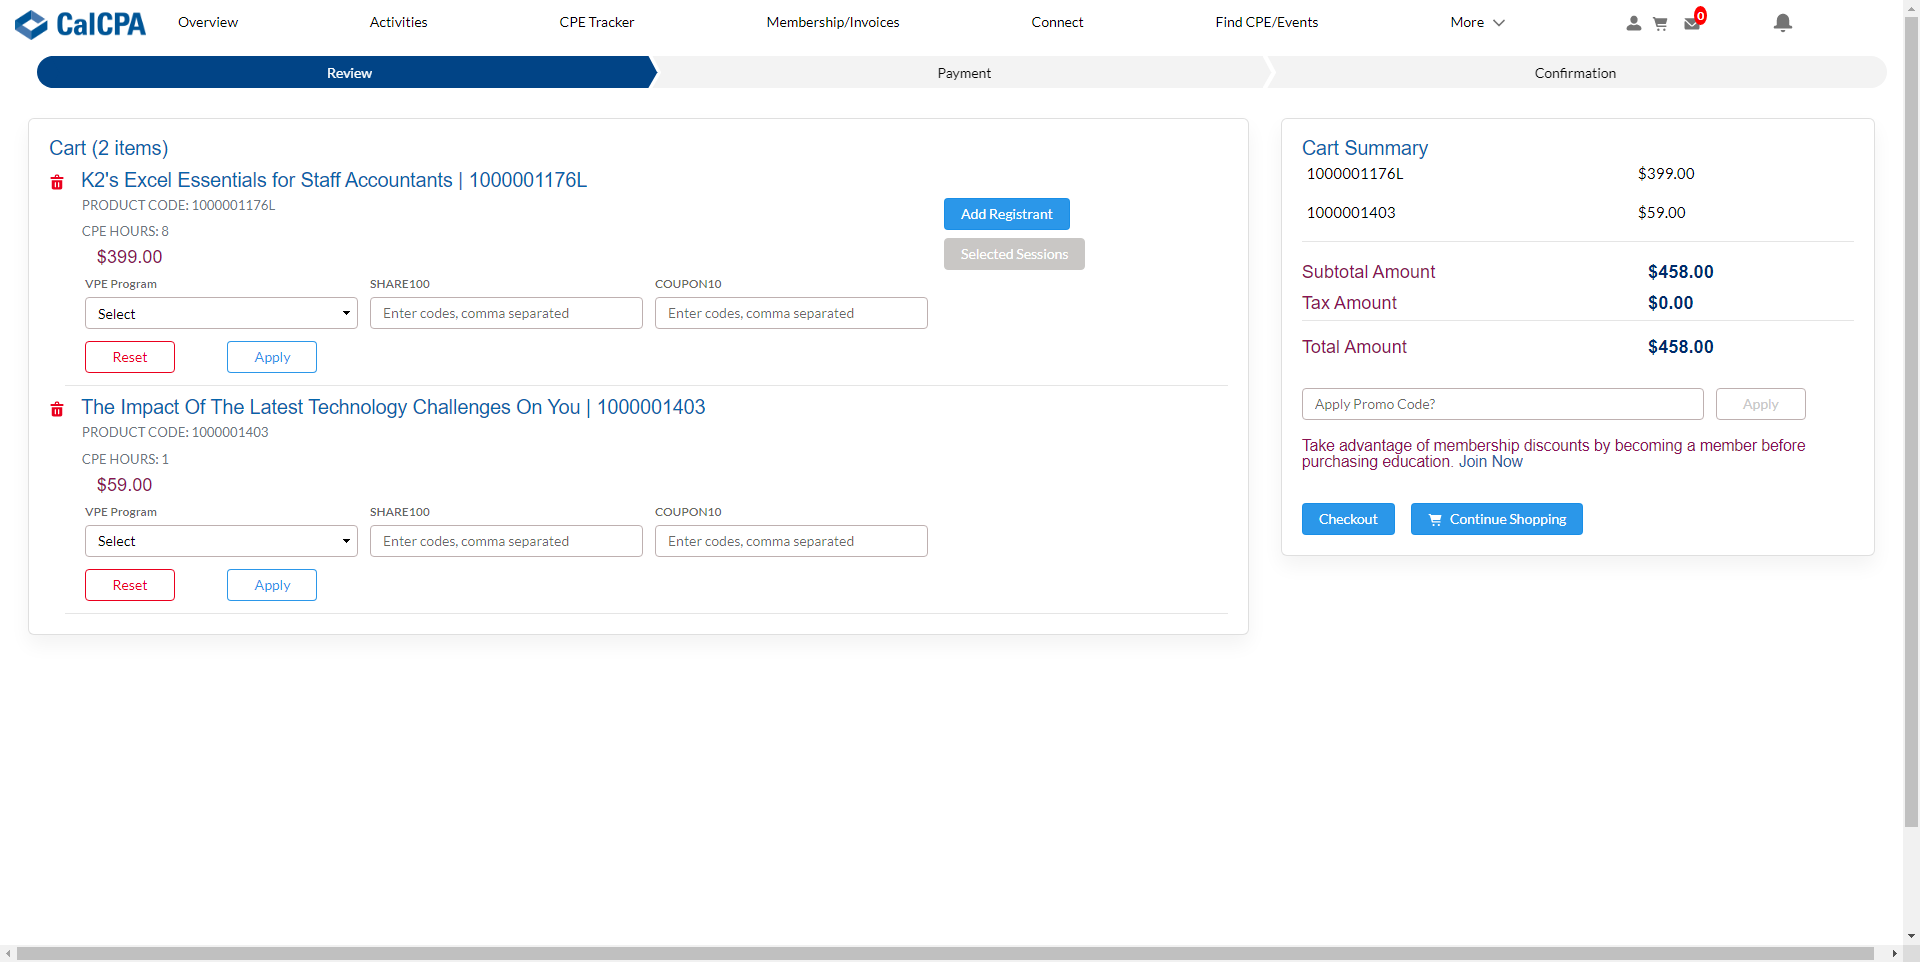 CalCPA
Overview
Activities
CPE Tracker
Membership/Invoices
Connect
Find CPE/Events
More
0
Review
Payment
Confirmation
Cart (2 items)
K2's Excel Essentials for Staff Accountants | 1000001176L
PRODUCT CODE: 1000001176L
CPE HOURS: 8
$399.00
Add Registrant
Selected Sessions
VPE Program
SHARE100
COUPON10
Select
Enter codes, comma separated
Enter codes, comma separated
Reset
Apply
The Impact Of The Latest Technology Challenges On You | 1000001403
PRODUCT CODE: 1000001403
CPE HOURS: 1
$59.00
VPE Program
SHARE100
COUPON10
Select
Enter codes, comma separated
Enter codes, comma separated
Reset
Apply
Cart Summary
1000001176L $399.00
1000001403 $59.00
Subtotal Amount $458.00
Tax Amount $0.00
Total Amount $458.00
Apply Promo Code?
Apply
Take advantage of membership discounts by becoming a member before
purchasing education. Join Now
Checkout
Continue Shopping